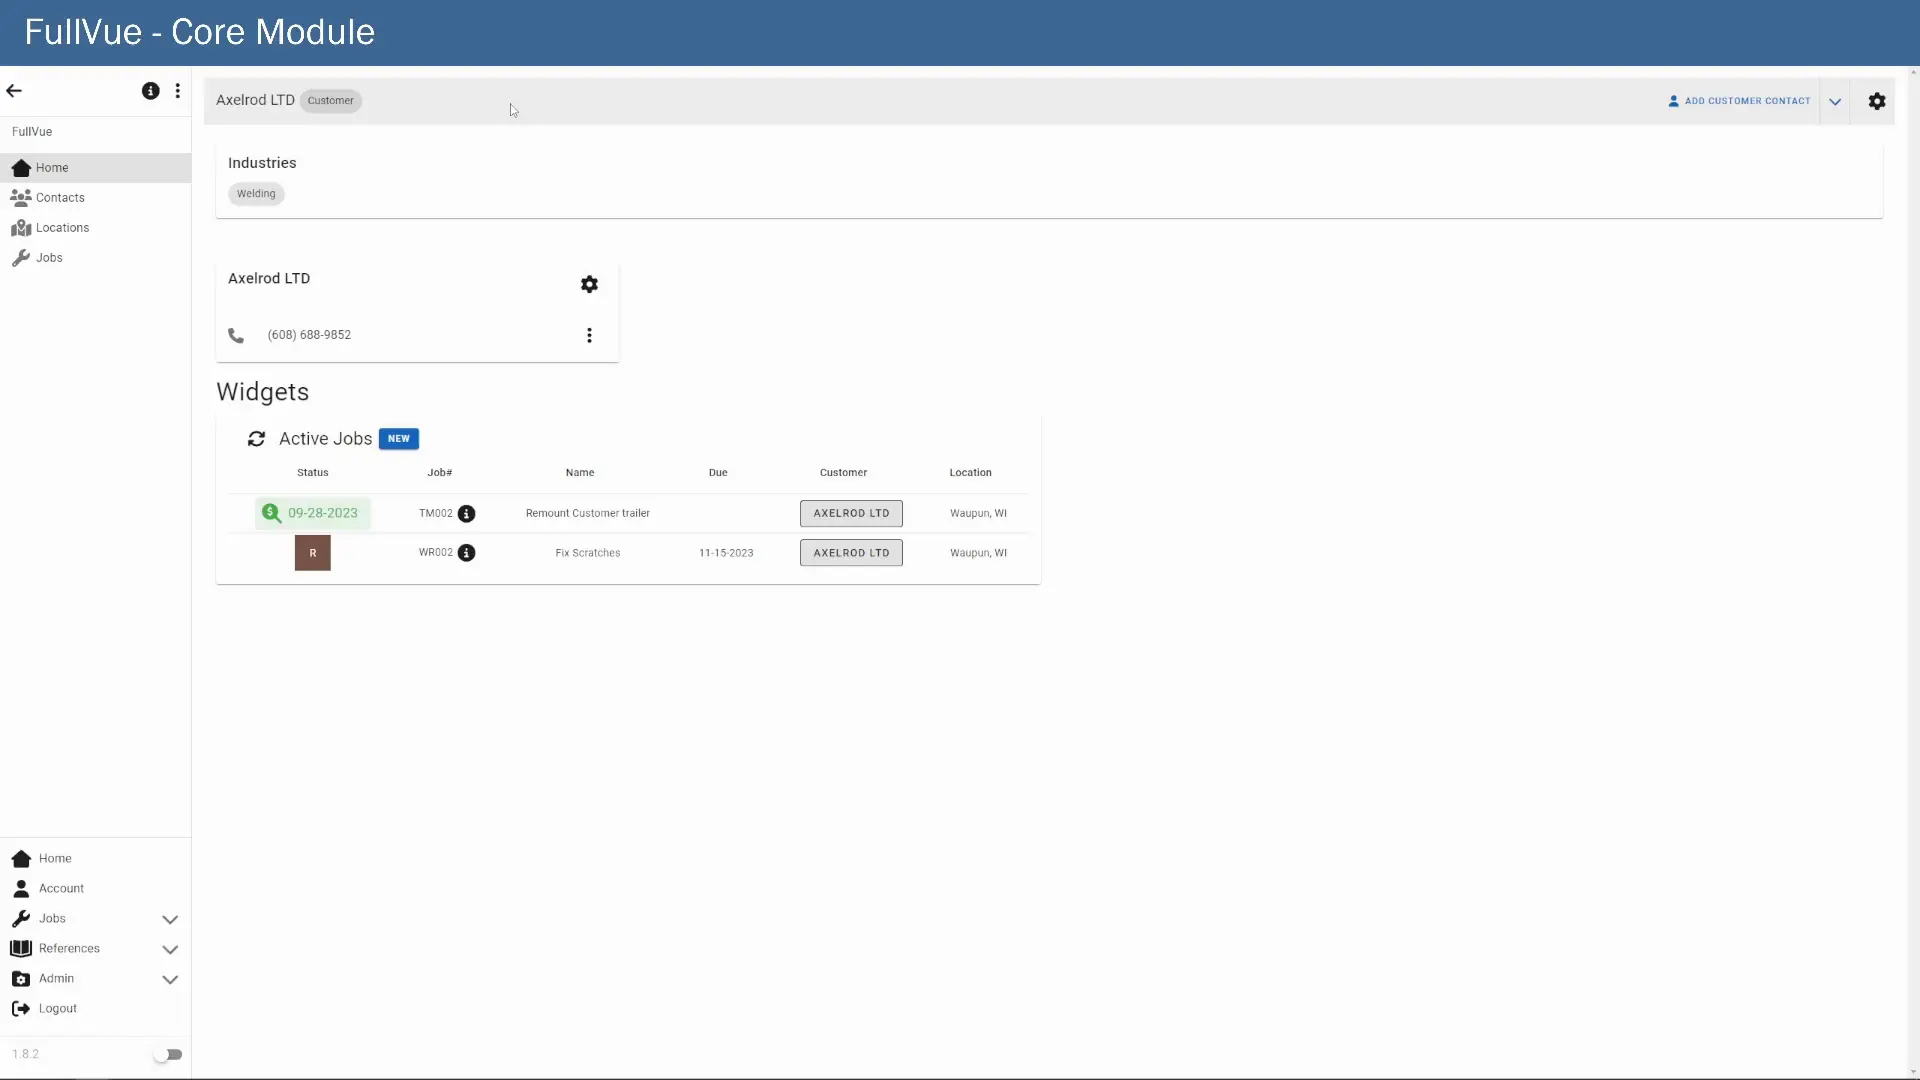 FullVue - Core Module
FullVue
Home
Contacts
Locations
Jobs
Axelrod LTD Customer
ADD CUSTOMER CONTACT
Industries
Welding
Axelrod LTD
(608) 688-9852
Widgets
Active Jobs NEW
Status Job# Name Due Customer Location
09-28-2023 TM002 Remount Customer trailer AXELROD LTD Waupun, WI
R WR002 Fix Scratches 11-15-2023 AXELROD LTD Waupun, WI
Home
Account
Jobs
References
Admin
Logout
1.8.2